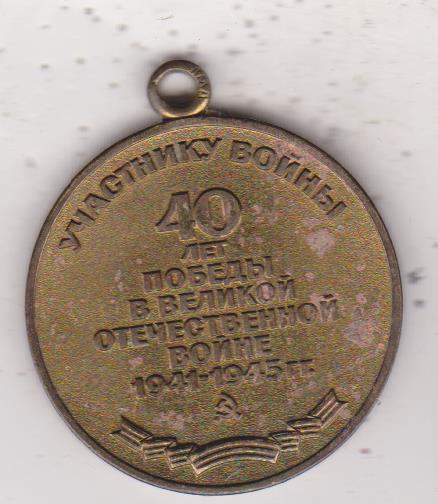 УЧАСТНИКУ ВОЙНЫ
40
ЛЕТ
ПОБЕДЫ
В ВЕЛИКОЙ
ОТЕЧЕСТВЕННОЙ
ВОЙНЕ
1941-1945 ГГ.